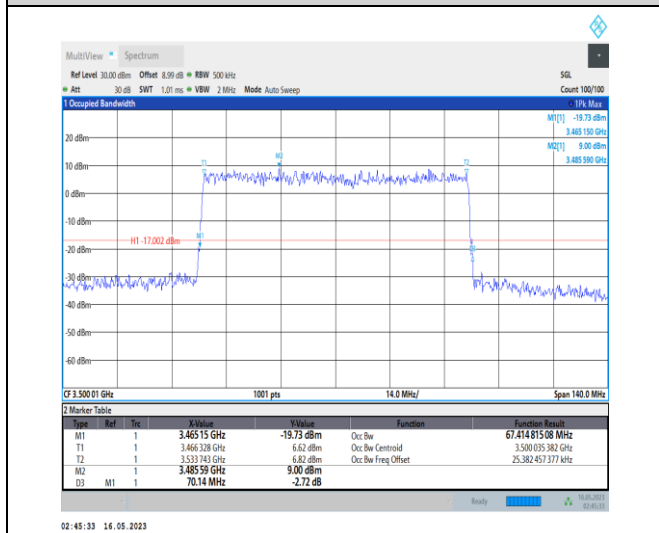 MultiView Spectrum
Ref Level 30.00 dBm Offset 8.99 dB RBW 500 kHz SGL
Att 30 dB SWT 1.01 ms VBW 2 MHz Mode Auto Sweep Count 100/100
1 Occupied Bandwidth 1Pk Max
M1[1] -19.73 dBm
3.465 150 GHz
M2[1] 9.00 dBm
3.485 590 GHz
20 dBm
10 dBm
0 dBm
-10 dBm
-20 dBm
-30 dBm
-40 dBm
-50 dBm
-60 dBm
T1 M2 T2
M1
H1 -17.002 dBm
CF 3.500 01 GHz 1001 pts 14.0 MHz/ Span 140.0 MHz
2 Marker Table
Type Ref Trc X-Value Y-Value Function Function Result
M1 1 3.465 15 GHz -19.73 dBm Occ Bw 67.414 815 08 MHz
T1 1 3.466 328 GHz 6.62 dBm Occ Bw Centroid 3.500 035 382 GHz
T2 1 3.533 743 GHz 6.82 dBm Occ Bw Freq Offset 25.382 457 377 kHz
M2 1 3.485 59 GHz 9.00 dBm
D3 M1 1 70.14 MHz -2.72 dB
Ready 16.05.2023
02:45:33
02:45:33 16.05.2023